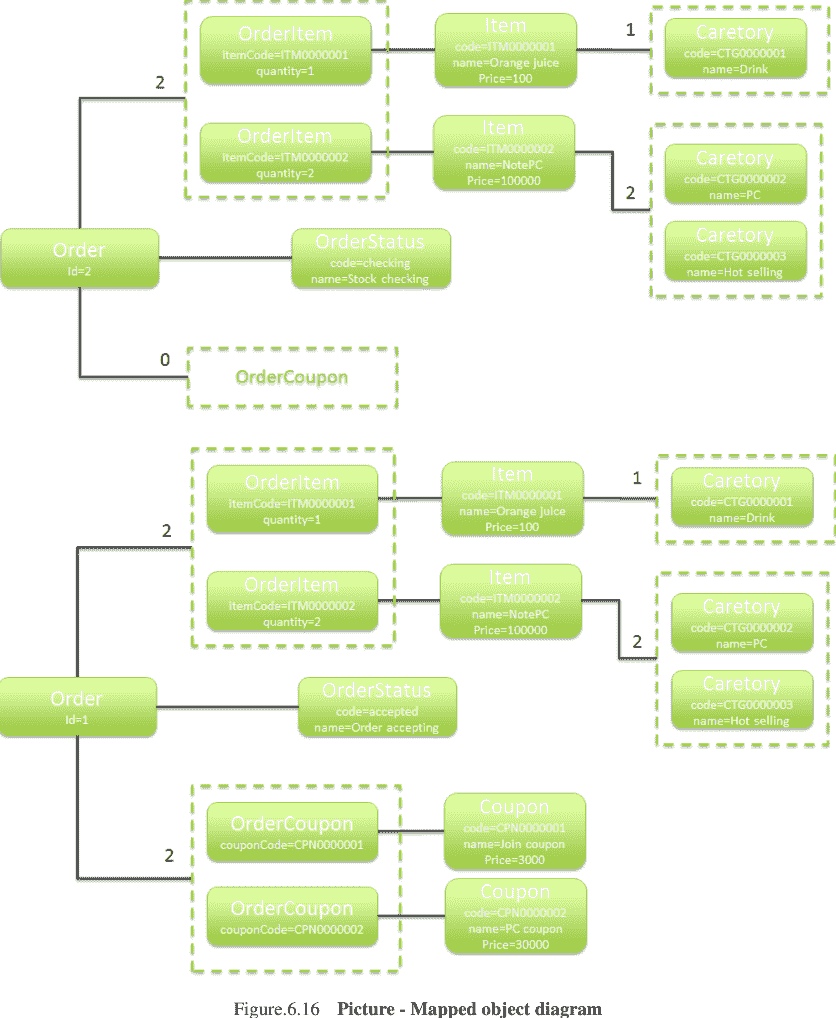 OrderItem
itemCode=ITM0000001
quantity=1
Item
code=ITM0000001
name=Orange juice
Price=100
1
Caretory
code=CTG0000001
name=Drink
2
OrderItem
itemCode=ITM0000002
quantity=2
Item
code=ITM0000002
name=NotePC
Price=100000
2
Caretory
code=CTG0000002
name=PC
Caretory
code=CTG0000003
name=Hot selling
Order
Id=2
OrderStatus
code=checking
name=Stock checking
0
OrderCoupon
OrderItem
itemCode=ITM0000001
quantity=1
Item
code=ITM0000001
name=Orange juice
Price=100
1
Caretory
code=CTG0000001
name=Drink
2
OrderItem
itemCode=ITM0000002
quantity=2
Item
code=ITM0000002
name=NotePC
Price=100000
2
Caretory
code=CTG0000002
name=PC
Caretory
code=CTG0000003
name=Hot selling
Order
Id=1
OrderStatus
code=accepted
name=Order accepting
2
OrderCoupon
couponCode=CPN0000001
Coupon
code=CPN0000001
name=Join coupon
Price=3000
OrderCoupon
couponCode=CPN0000002
Coupon
code=CPN0000002
name=PC coupon
Price=30000
Figure.6.16 Picture - Mapped object diagram